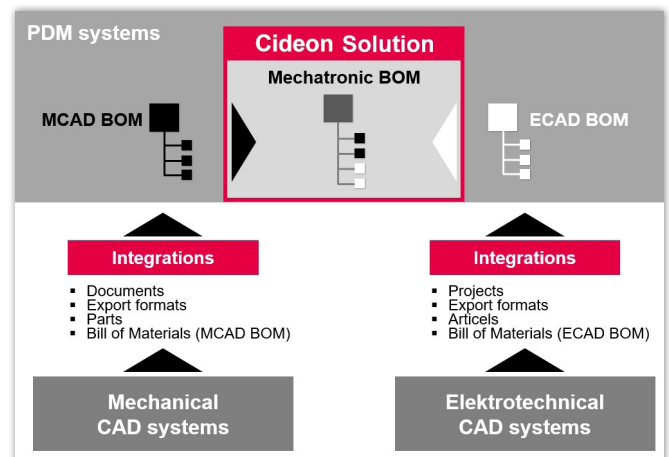 PDM systems
Cideon Solution
Mechatronic BOM
MCAD BOM
ECAD BOM
Integrations
▪ Documents
▪ Export formats
▪ Parts
▪ Bill of Materials (MCAD BOM)
Mechanical
CAD systems
Integrations
▪ Projects
▪ Export formats
▪ Articels
▪ Bill of Materials (ECAD BOM)
Elektrotechnical
CAD systems